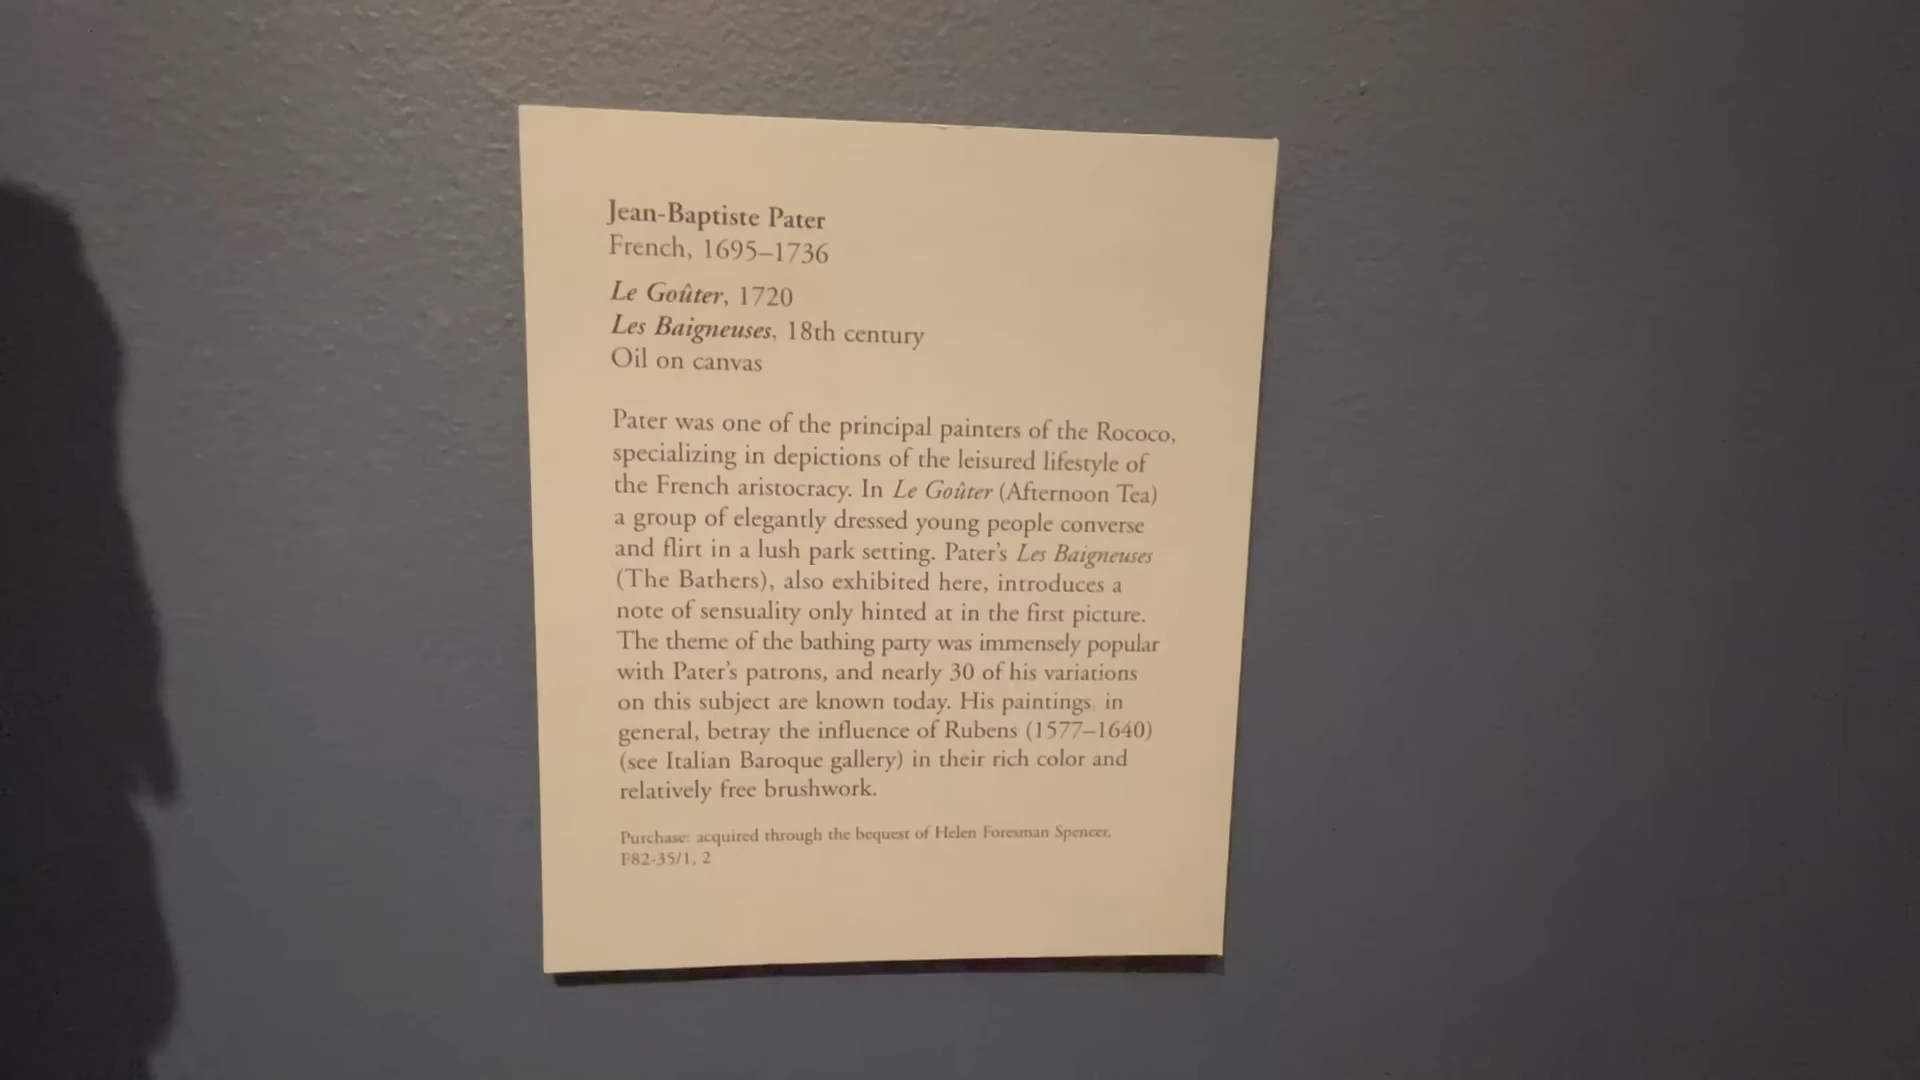 Jean-Baptiste Pater
French, 1695–1736
Le Goûter, 1720
Les Baigneuses, 18th century
Oil on canvas
Pater was one of the principal painters of the Rococo,
specializing in depictions of the leisured lifestyle of
the French aristocracy. In Le Goûter (Afternoon Tea)
a group of elegantly dressed young people converse
and flirt in a lush park setting. Pater's Les Baigneuses
(The Bathers), also exhibited here, introduces a
note of sensuality only hinted at in the first picture.
The theme of the bathing party was immensely popular
with Pater's patrons, and nearly 30 of his variations
on this subject are known today. His paintings, in
general, betray the influence of Rubens (1577–1640)
(see Italian Baroque gallery) in their rich color and
relatively free brushwork.
Purchase: acquired through the bequest of Helen Foresman Spencer,
F82-35/1, 2